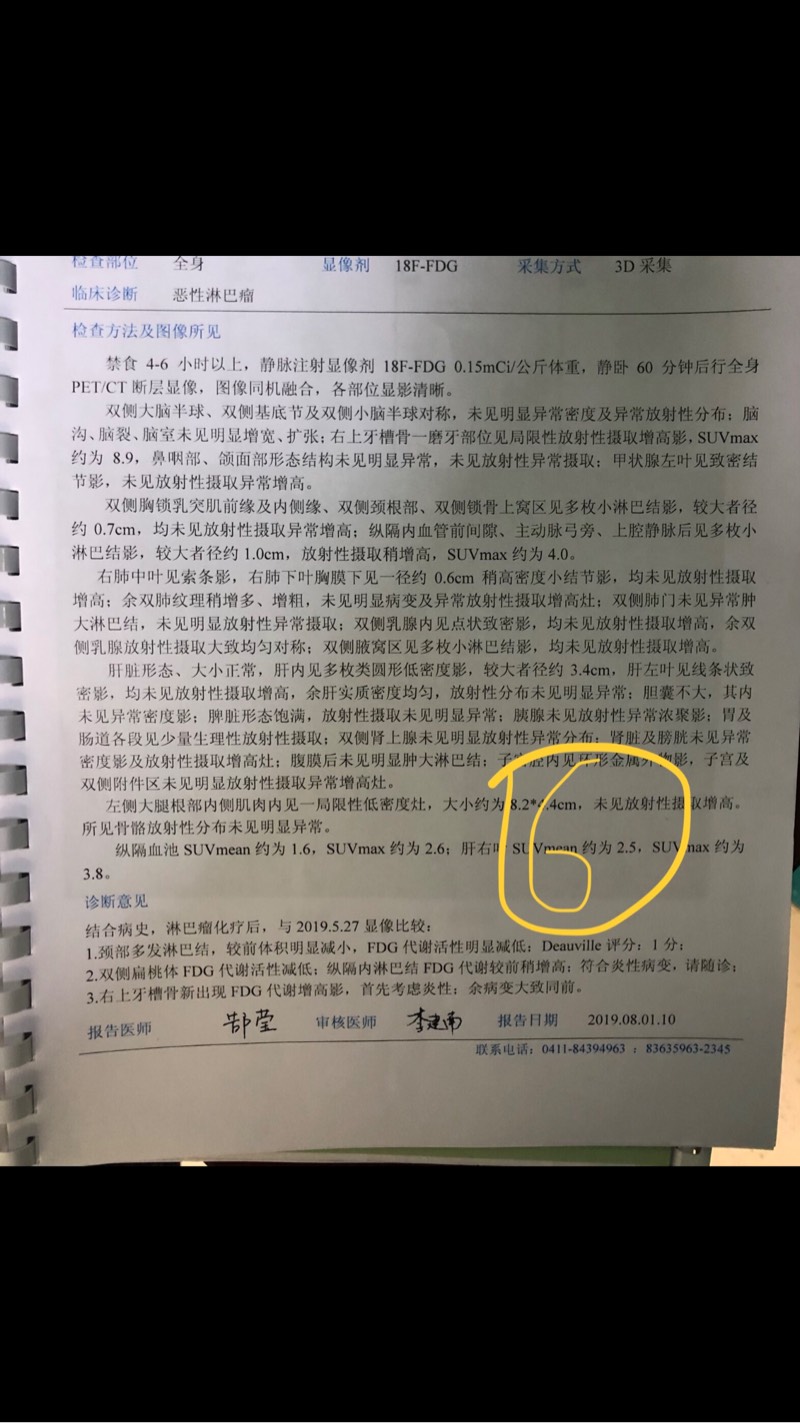 检查部位 全身 显像剂 18F-FDG 采集方式 3D 采集
临床诊断 恶性淋巴瘤
检查方法及图像所见
禁食 4-6 小时以上，静脉注射显像剂 18F-FDG 0.15mCi/公斤体重，静卧 60 分钟后行全身
PET/CT 断层显像，图像同机融合，各部位显影清晰。
双侧大脑半球、双侧基底节及双侧小脑半球对称，未见明显异常密度及异常放射性分布；脑
沟、脑裂、脑室未见明显增宽、扩张；右上牙槽骨一磨牙部位见局限性放射性摄取增高影，SUVmax
约为 8.9，鼻咽部、颌面部形态结构未见明显异常，未见放射性异常摄取；甲状腺左叶见致密结
节影，未见放射性摄取异常增高。
双侧胸锁乳突肌前缘及内侧缘、双侧颈根部、双侧锁骨上窝区见多枚小淋巴结影，较大者径
约 0.7cm，均未见放射性摄取异常增高；纵隔内血管前间隙、主动脉弓旁、上腔静脉后见多枚小
淋巴结影，较大者径约 1.0cm，放射性摄取稍增高，SUVmax 约为 4.0。
右肺中叶见索条影，右肺下叶胸膜下见一径约 0.6cm 稍高密度小结节影，均未见放射性摄取
增高；余双肺纹理稍增多、增粗，未见明显病变及异常放射性摄取增高灶；双侧肺门未见异常肿
大淋巴结，未见明显放射性异常摄取；双侧乳腺内见点状致密影，均未见放射性摄取增高，余双
侧乳腺放射性摄取大致均匀对称；双侧腋窝区见多枚小淋巴结影，均未见放射性摄取增高。
肝脏形态、大小正常，肝内见多枚类圆形低密度影，较大者径约 3.4cm，肝左叶见线条状致
密影，均未见放射性摄取增高，余肝实质密度均匀，放射性分布未见明显异常；胆囊不大，其内
未见异常密度影；脾脏形态饱满，放射性摄取未见明显异常；胰腺未见放射性异常浓聚影；胃及
肠道各段见少量生理性放射性摄取；双侧肾上腺未见明显放射性异常分布；肾脏及膀胱未见异常
密度影及放射性摄取增高灶；腹膜后未见明显肿大淋巴结；子宫腔内见环形金属异物影，子宫及
双侧附件区未见明显放射性摄取异常增高灶。
左侧大腿根部内侧肌肉内见一局限性低密度灶，大小约为 8.2*4.4cm，未见放射性摄取增高。
所见骨骼放射性分布未见明显异常。
纵隔血池 SUVmean 约为 1.6，SUVmax 约为 2.6；肝右叶 SUVmean 约为 2.5，SUVmax 约为
3.8。
诊断意见
结合病史，淋巴瘤化疗后，与 2019.5.27 显像比较：
1.颈部多发淋巴结，较前体积明显减小，FDG 代谢活性明显减低；Deauville 评分：1 分；
2.双侧扁桃体 FDG 代谢活性减低；纵隔内淋巴结 FDG 代谢较前稍增高；符合炎性病变，请随诊；
3.右上牙槽骨新出现 FDG 代谢增高影，首先考虑炎性；余病变大致同前。
报告医师 审核医师 李建南 报告日期 2019.08.01.10
联系电话：0411-84394963；83635963-2345